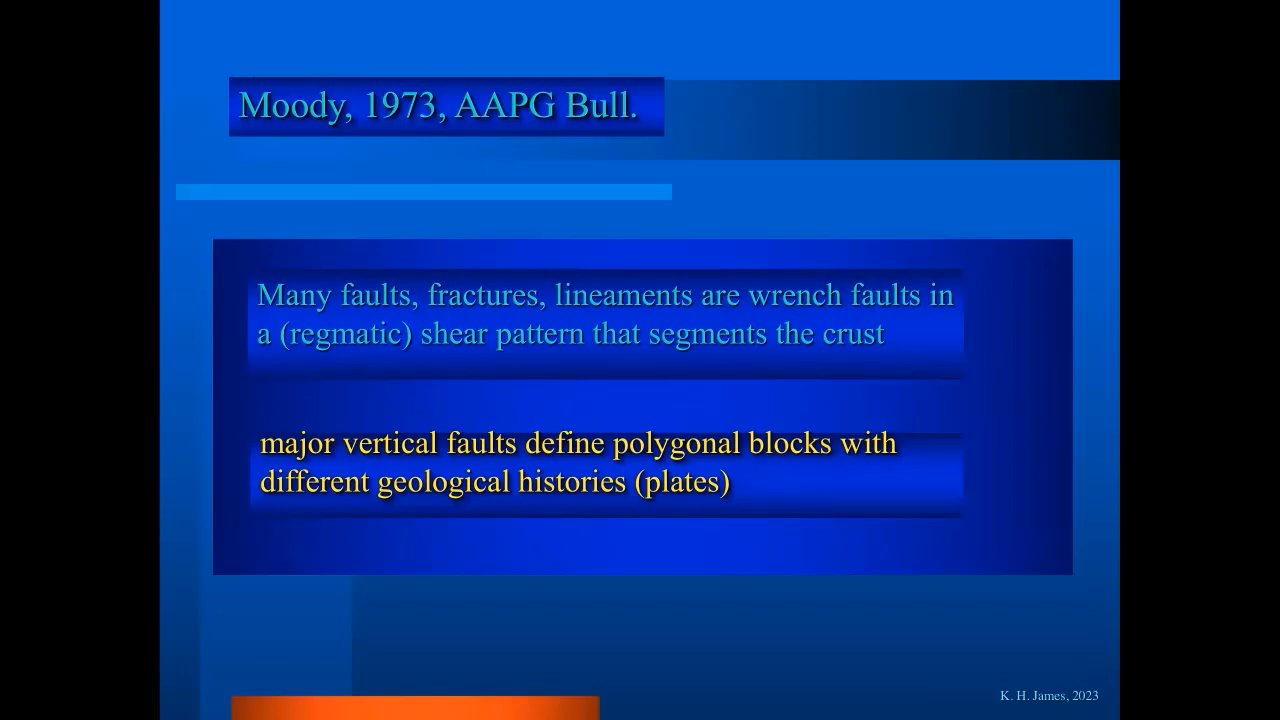 Moody, 1973, AAPG Bull.
Many faults, fractures, lineaments are wrench faults in
a (regmatic) shear pattern that segments the crust
major vertical faults define polygonal blocks with
different geological histories (plates)
K. H. James, 2023